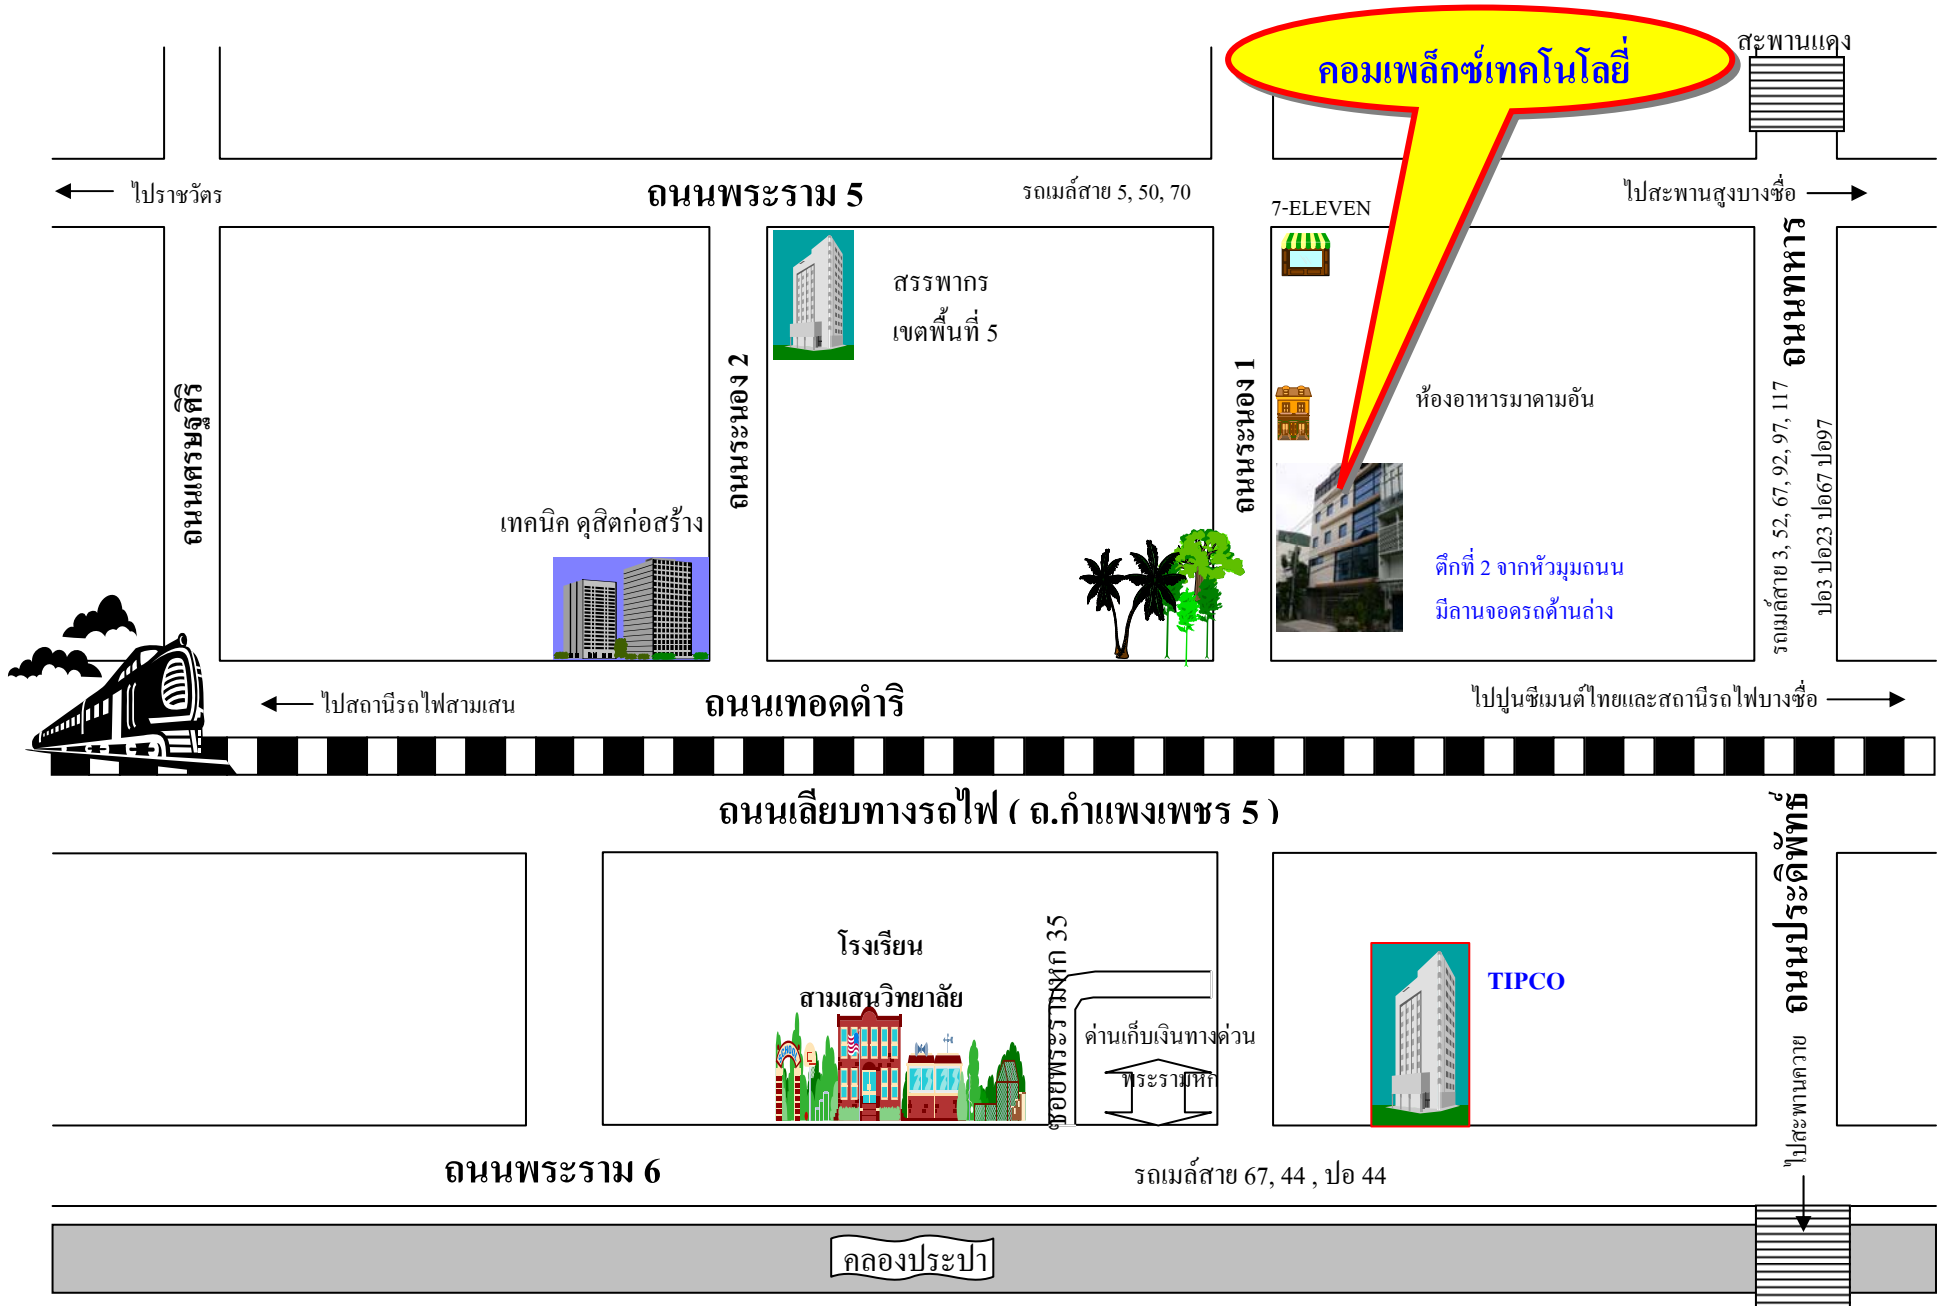 คอมเพล็กซ์เทคโนโลยี่
สะพานแดง
ไปราชวัตร
ถนนพระราม 5
รถเมล์สาย 5, 50, 70
ไปสะพานสูงบางซื่อ
7-ELEVEN
สรรพากร
เขตพื้นที่ 5
ถนนทหาร
ถนนเศรษฐศิริ
ถนนระนอง 2
ถนนระนอง 1
ห้องอาหารมาดามอัน
รถเมล์สาย 3, 52, 67, 92, 97, 117
ปอ3 ปอ23 ปอ67 ปอ97
เทคนิค ดุสิตก่อสร้าง
ตึกที่ 2 จากหัวมุมถนน
มีลานจอดรถด้านล่าง
ไปสถานีรถไฟสามเสน
ถนนเทอดดำริ
ไปปูนซีเมนต์ไทยและสถานีรถไฟบางซื่อ
ถนนเลียบทางรถไฟ ( ถ.กำแพงเพชร 5 )
ถนนประดิพัทธ์
โรงเรียน
สามเสนวิทยาลัย
SCHOOL
ซอยพระรามหก 35
ด่านเก็บเงินทางด่วน
พระรามหก
TIPCO
ไปสะพานควาย
ถนนพระราม 6
รถเมล์สาย 67, 44 , ปอ 44
คลองประปา